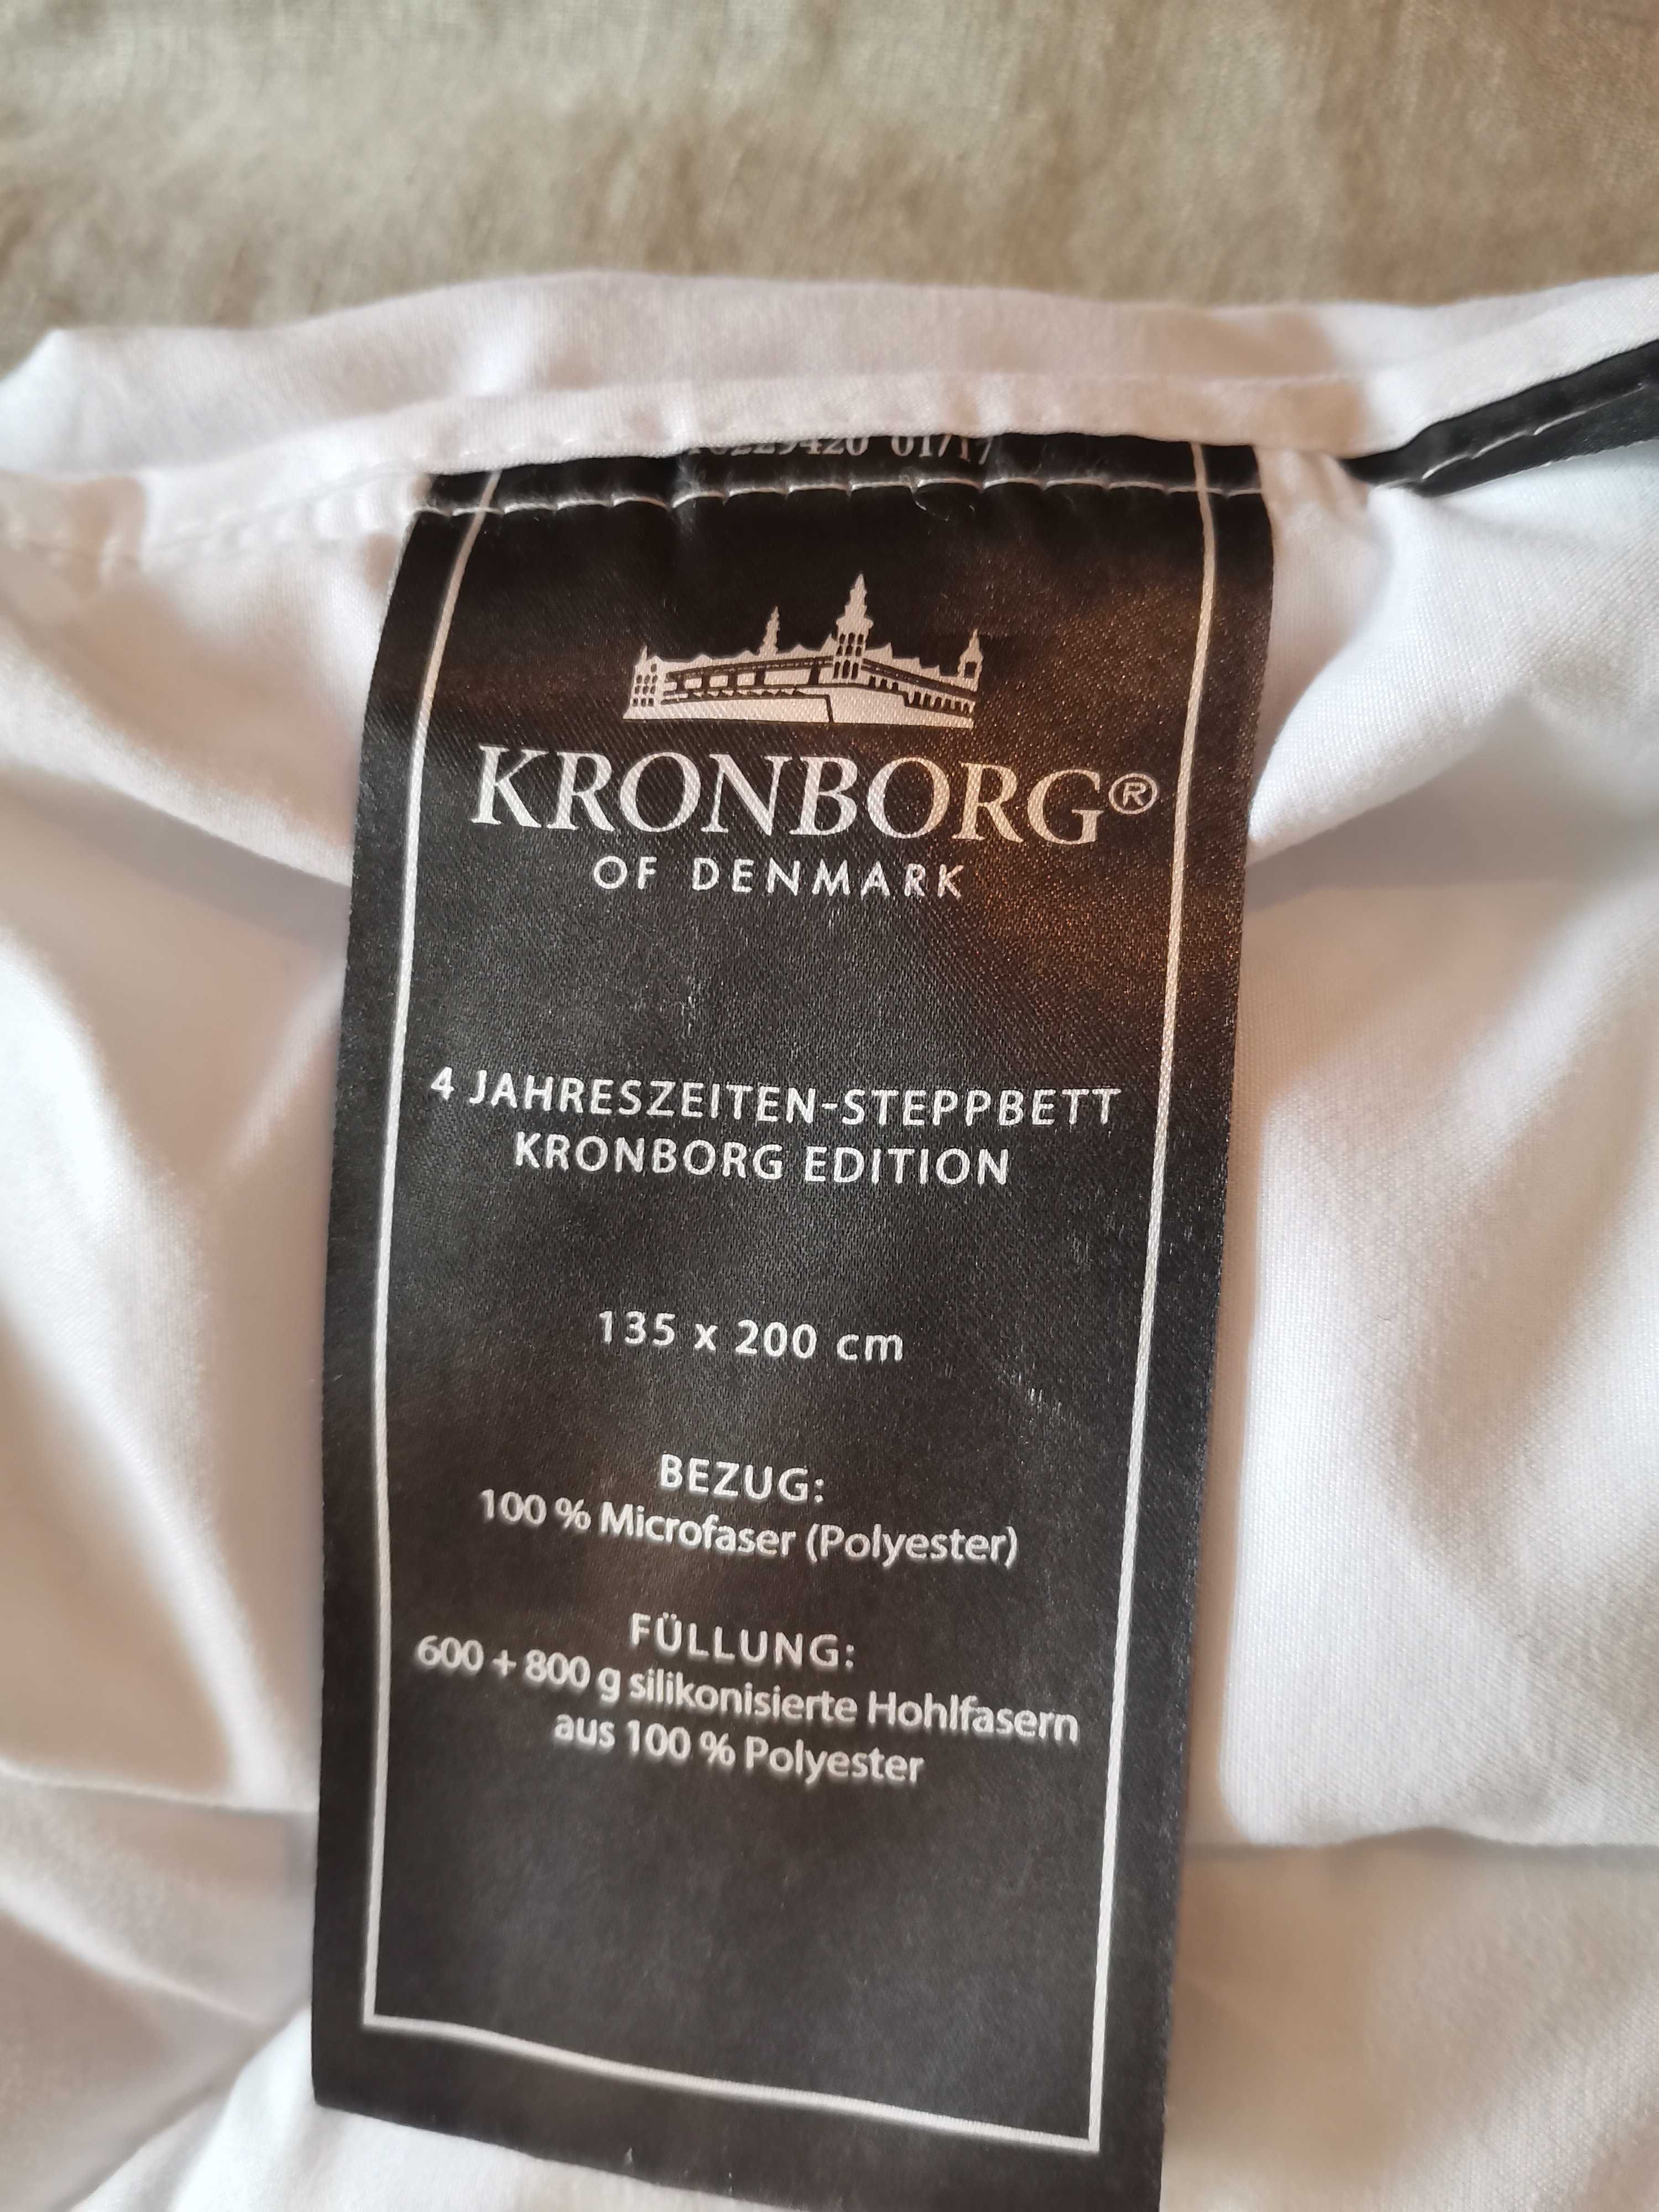 KRONBORG®
OF DENMARK
4 JAHRESZEITEN-STEPPBETT
KRONBORG EDITION
135 x 200 cm
BEZUG:
100 % Microfaser (Polyester)
FÜLLUNG:
600 + 800 g silikonisierte Hohlfasern
aus 100 % Polyester